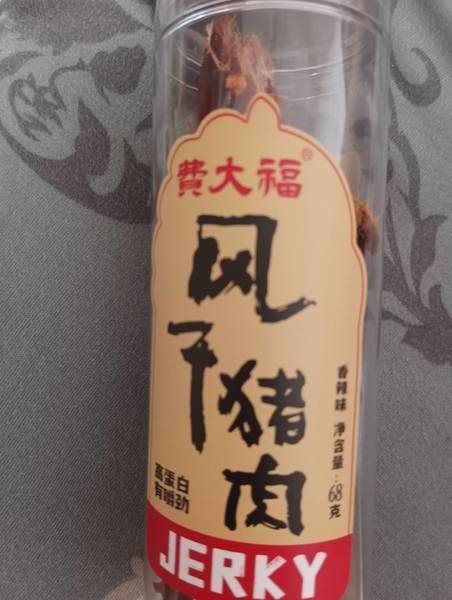 費大福®
风干猪肉
香辣味 净含量:68克
高蛋白
有嚼劲
JERKY